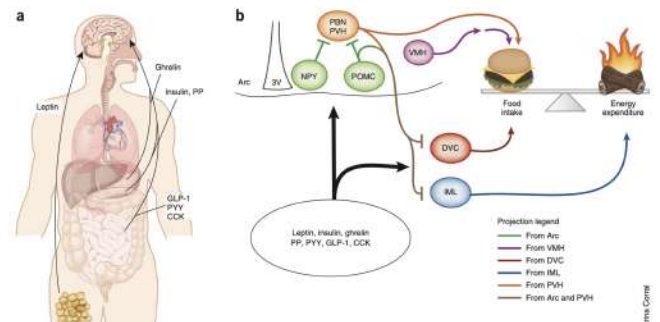 a
Ghrelin
Insulin, PP
Leptin
GLP-1
PYY
CCK
b
PBN
PVH
VMH
NPY
POMC
Arc
3V
Food
intake
Energy
expenditure
DVC
IML
Leptin, insulin, ghrelin
PP, PYY, GLP-1, CCK
Projection legend
From Arc
From VMH
From DVC
From IML
From PVH
From Arc and PVH
Corral